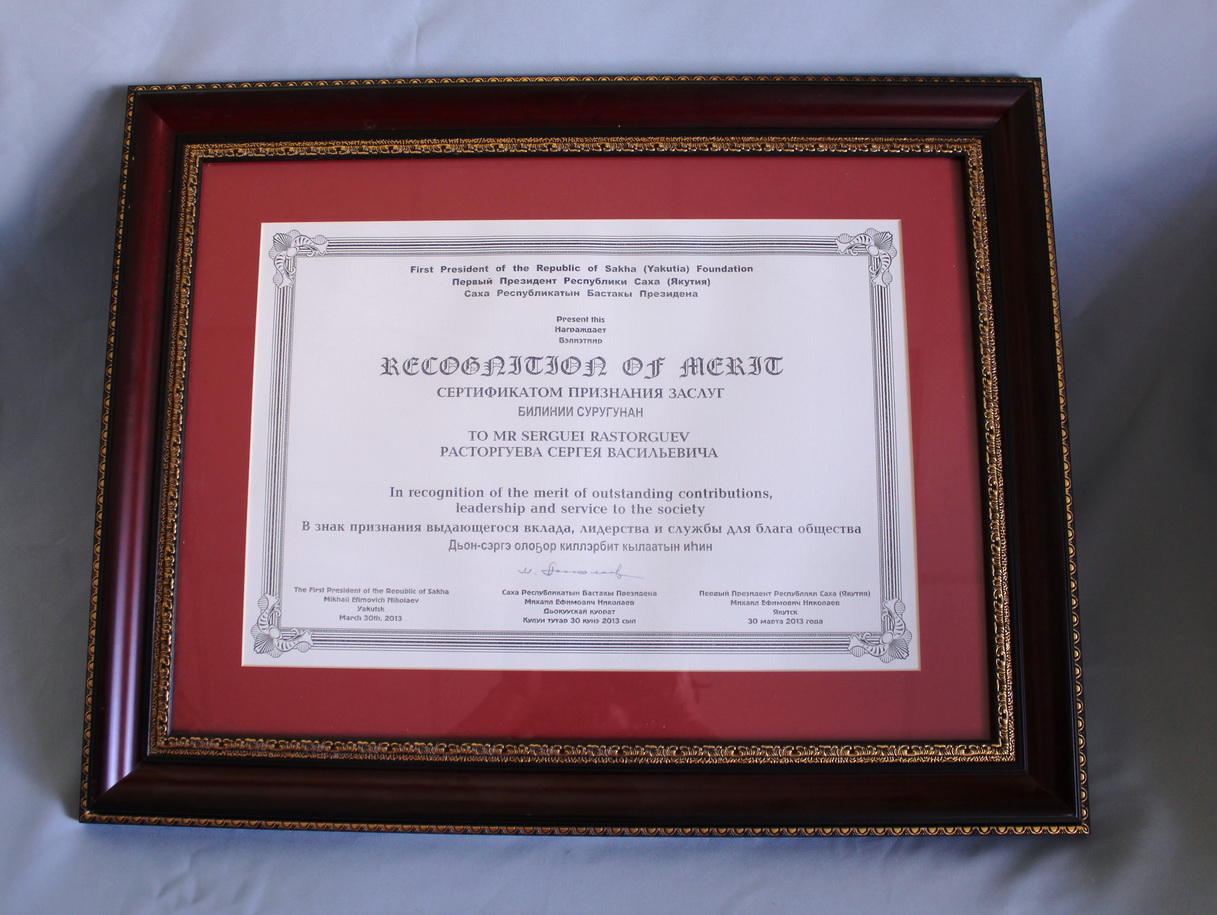 First President of the Republic of Sakha (Yakutia) Foundation
Первый Президент Республики Саха (Якутия)
Саха Республикатын Бастакы Президена
Present this
Награждает
Бэлиэтиир
RECOGNITION OF MERIT
СЕРТИФИКАТОМ ПРИЗНАНИЯ ЗАСЛУГ
БИЛИНИИ СУРУГУНАН
TO MR SERGUEI RASTORGUEV
РАСТОРГУЕВА СЕРГЕЯ ВАСИЛЬЕВИЧА
In recognition of the merit of outstanding contributions,
leadership and service to the society
В знак признания выдающегося вклада, лидерства и службы для блага общества
Дьон-сэргэ олоҕор киллэрбит кылаатын иһин
The First President of the Republic of Sakha
Mikhail Efimovich Nikolaev
Yakutsk
March 30th, 2013
Саха Республикатын Бастакы Президена
Михаил Ефимович Николаев
Дьокуускай куорат
Кулун тутар 30 кунэ 2013 сыл
Первый Президент Республики Саха (Якутия)
Михаил Ефимович Николаев
Якутск
30 марта 2013 года